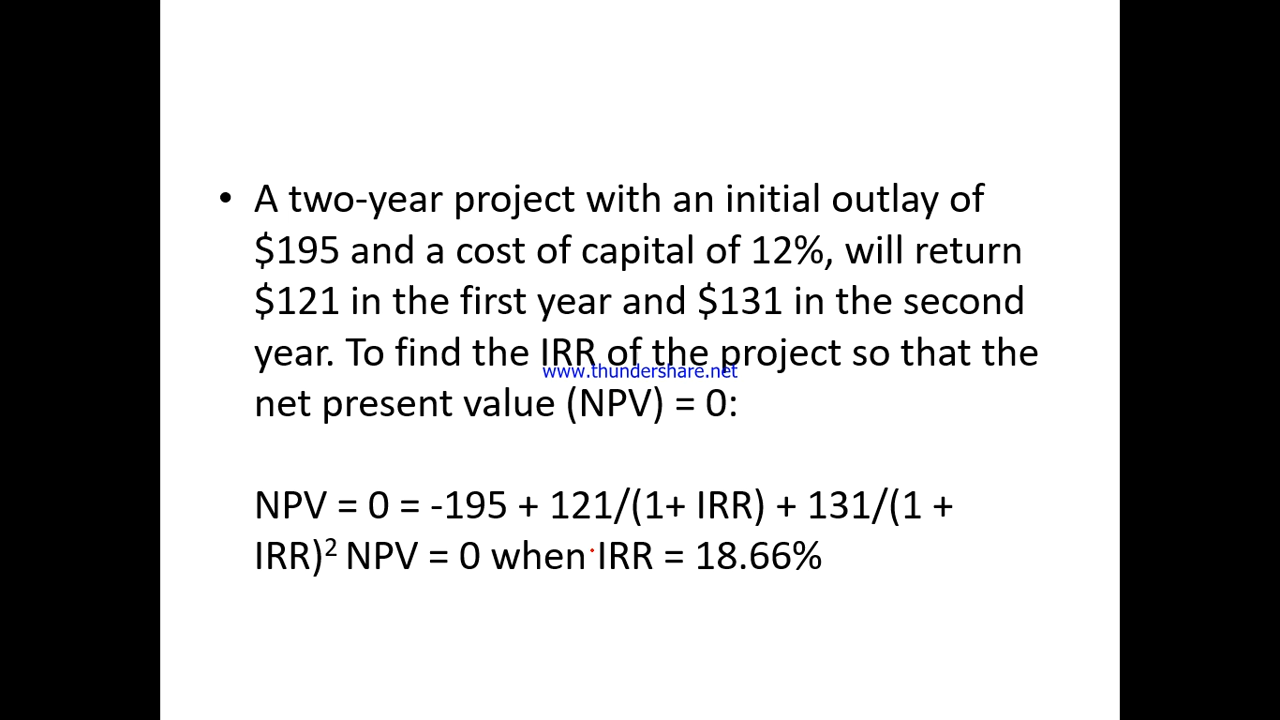 • A two-year project with an initial outlay of
$195 and a cost of capital of 12%, will return
$121 in the first year and $131 in the second
year. To find the IRR of the project so that the
www.thundershare.net
net present value (NPV) = 0:
NPV = 0 = -195 + 121/(1+ IRR) + 131/(1 +
IRR)² NPV = 0 when IRR = 18.66%